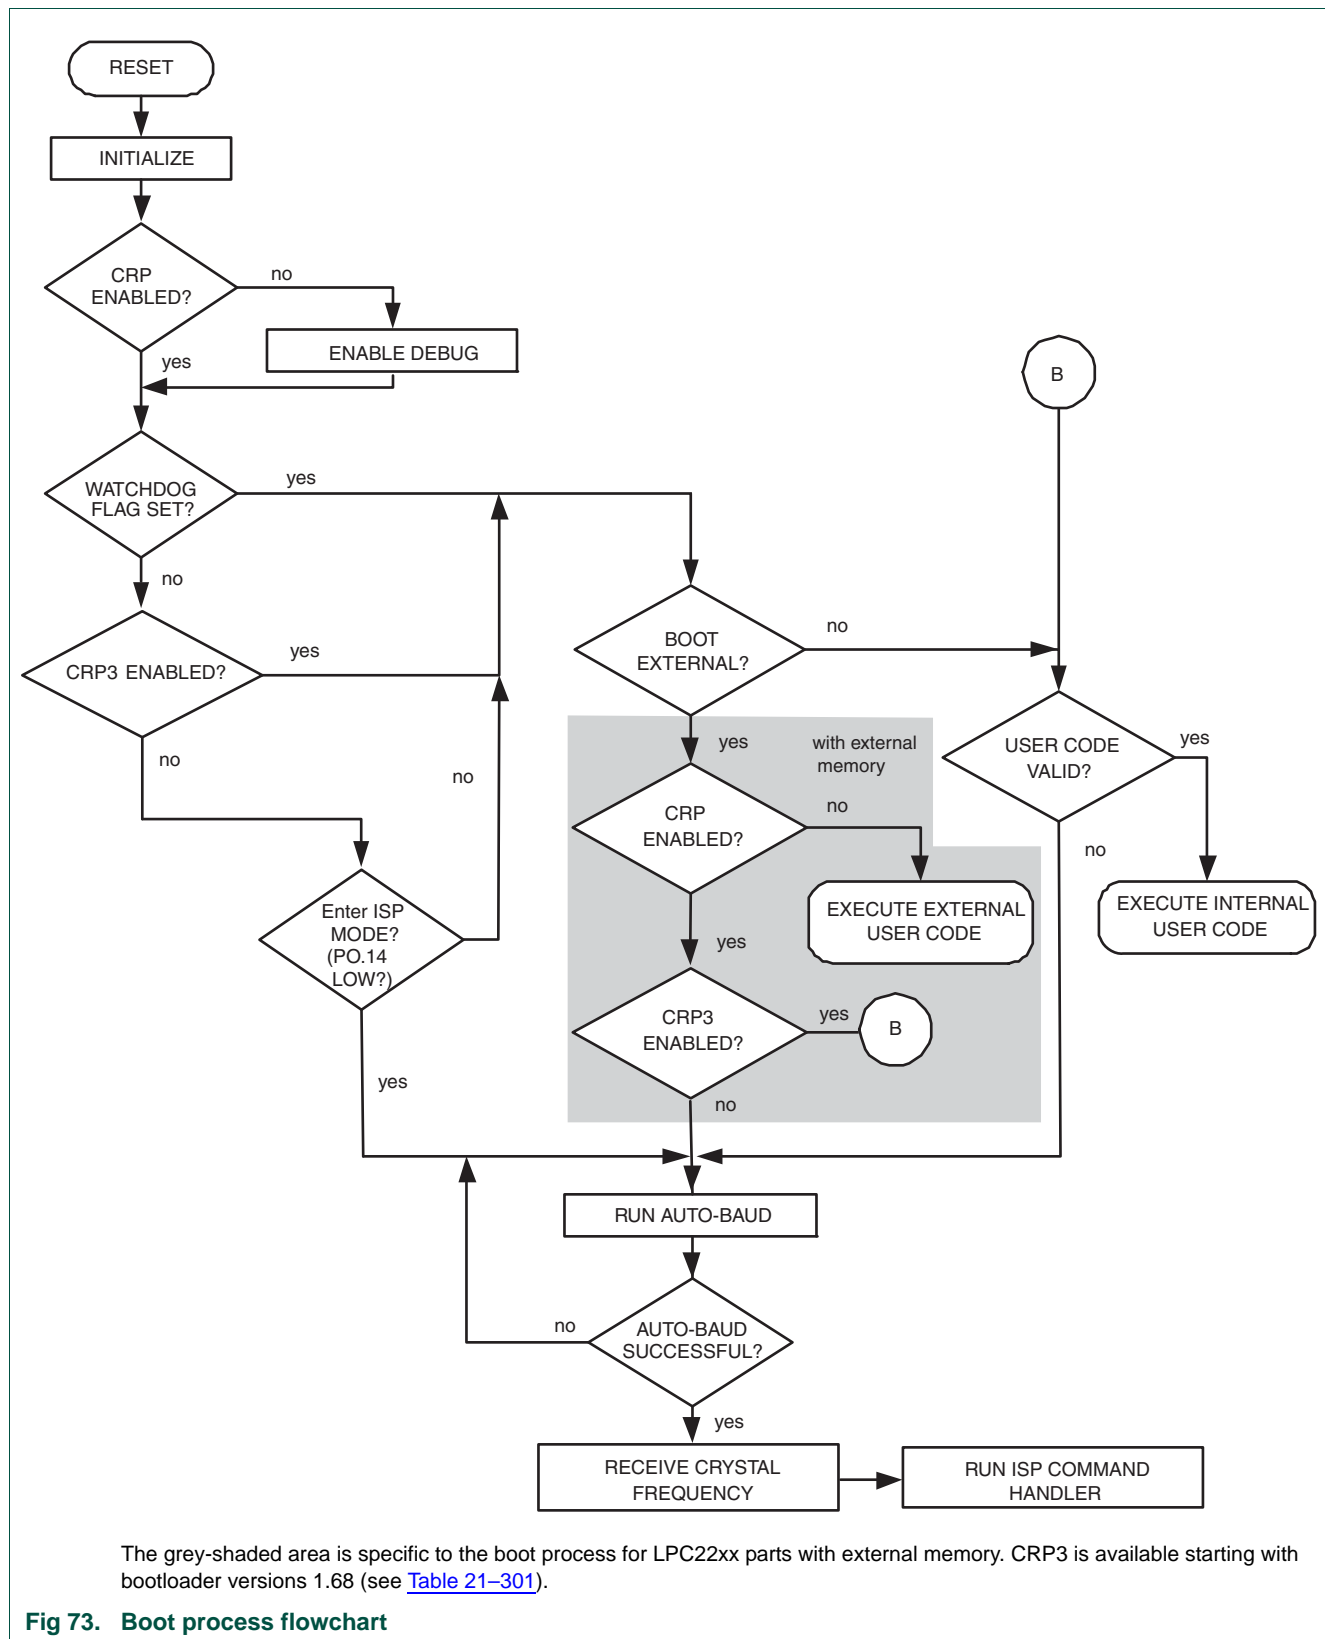 RESET
INITIALIZE
CRP
ENABLED?
no
ENABLE DEBUG
yes
B
WATCHDOG
FLAG SET?
yes
no
CRP3 ENABLED?
yes
no
no
Enter ISP
MODE?
(PO.14
LOW?)
yes
BOOT
EXTERNAL?
no
yes
with external
memory
USER CODE
VALID?
yes
no
CRP
ENABLED?
no
yes
EXECUTE EXTERNAL
USER CODE
EXECUTE INTERNAL
USER CODE
CRP3
ENABLED?
yes
B
no
RUN AUTO-BAUD
AUTO-BAUD
SUCCESSFUL?
no
yes
RECEIVE CRYSTAL
FREQUENCY
RUN ISP COMMAND
HANDLER
The grey-shaded area is specific to the boot process for LPC22xx parts with external memory. CRP3 is available starting with
bootloader versions 1.68 (see Table 21–301).
Fig 73. Boot process flowchart